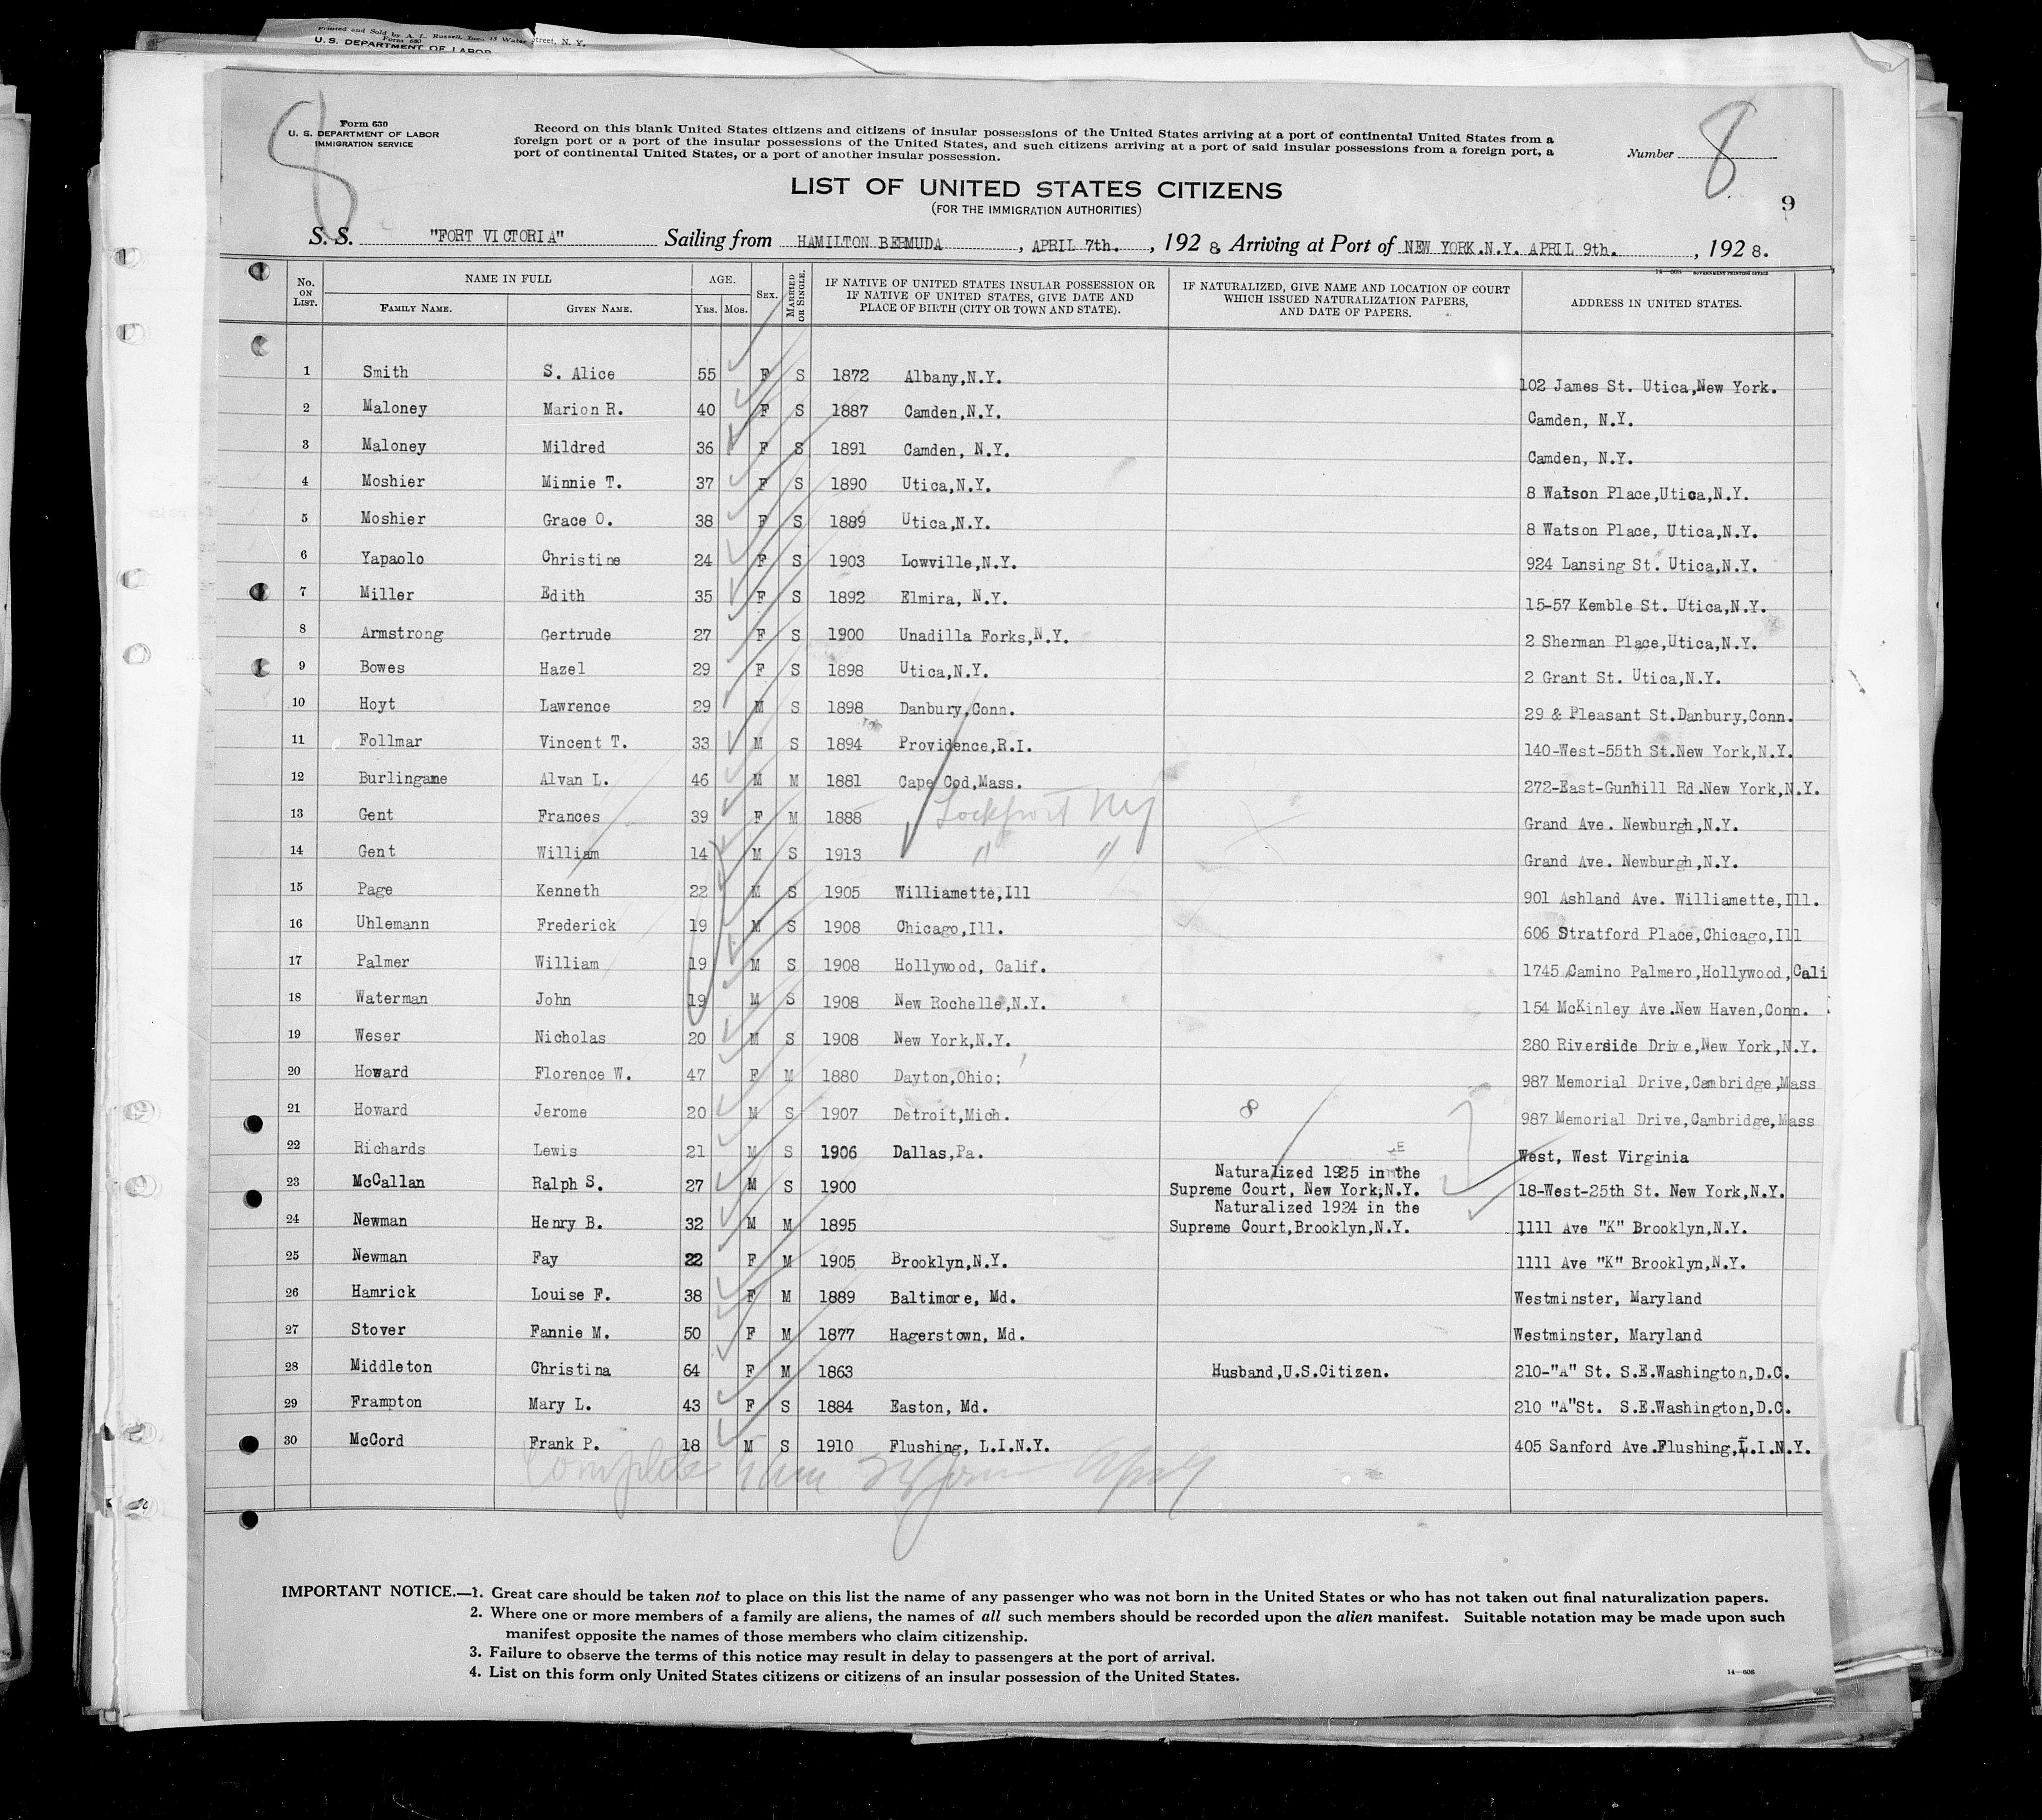 Printed and Sold by A. L. Russell, Inc., 15 Water Street, N. Y.
Form 680
U. S. DEPARTMENT OF LABOR
8
Form 630
U. S. DEPARTMENT OF LABOR
IMMIGRATION SERVICE
Record on this blank United States citizens and citizens of insular possessions of the United States arriving at a port of continental United States from a
foreign port or a port of the insular possessions of the United States, and such citizens arriving at a port of said insular possessions from a foreign port, a
port of continental United States, or a port of another insular possession.
Number 8
LIST OF UNITED STATES CITIZENS
(FOR THE IMMIGRATION AUTHORITIES)
9
S. S. "FORT VICTORIA" Sailing from HAMILTON BERMUDA, APRIL 7th., 1928, Arriving at Port of NEW YORK.N.Y. APRIL 9th., 1928.
14-608 GOVERNMENT PRINTING OFFICE
No. ON LIST. NAME IN FULL FAMILY NAME. GIVEN NAME. AGE. YRS. MOS. SEX. MARRIED OR SINGLE. IF NATIVE OF UNITED STATES INSULAR POSSESSION OR IF NATIVE OF UNITED STATES, GIVE DATE AND PLACE OF BIRTH (CITY OR TOWN AND STATE). IF NATURALIZED, GIVE NAME AND LOCATION OF COURT WHICH ISSUED NATURALIZATION PAPERS, AND DATE OF PAPERS. ADDRESS IN UNITED STATES.
1 Smith S. Alice 55 F S 1872 Albany,N.Y. 102 James St. Utica,New York.
2 Maloney Marion R. 40 F S 1887 Camden,N.Y. Camden, N.Y.
3 Maloney Mildred 36 F S 1891 Camden, N.Y. Camden, N.Y.
4 Moshier Minnie T. 37 F S 1890 Utica,N.Y. 8 Watson Place,Utica,N.Y.
5 Moshier Grace O. 38 F S 1889 Utica,N.Y. 8 Watson Place, Utica,N.Y.
6 Yapaolo Christine 24 F S 1903 Lowville,N.Y. 924 Lansing St. Utica,N.Y.
7 Miller Edith 35 F S 1892 Elmira, N.Y. 15-57 Kemble St. Utica,N.Y.
8 Armstrong Gertrude 27 F S 1900 Unadilla Forks,N.Y. 2 Sherman Place,Utica,N.Y.
9 Bowes Hazel 29 F S 1898 Utica,N.Y. 2 Grant St. Utica,N.Y.
10 Hoyt Lawrence 29 M S 1898 Danbury,Conn. 29 & Pleasant St.Danbury,Conn.
11 Follmar Vincent T. 33 M S 1894 Providence,R.I. 140-West-55th St.New York,N.Y.
12 Burlingame Alvan L. 46 M M 1881 Cape Cod,Mass. 272-East-Gunhill Rd.New York,N.Y.
13 Gent Frances 39 F M 1888 Lockport NY Grand Ave. Newburgh,N.Y.
14 Gent William 14 M S 1913 " " Grand Ave. Newburgh,N.Y.
15 Page Kenneth 22 M S 1905 Williamette,Ill 901 Ashland Ave. Williamette,Ill.
16 Uhlemann Frederick 19 M S 1908 Chicago,Ill. 606 Stratford Place,Chicago,Ill
17 Palmer William 19 M S 1908 Hollywood, Calif. 1745 Camino Palmero,Hollywood,Cali
18 Waterman John 19 M S 1908 New Rochelle,N.Y. 154 McKinley Ave.New Haven,Conn.
19 Weser Nicholas 20 M S 1908 New York,N.Y. 280 Riverside Drive,New York,N.Y.
20 Howard Florence W. 47 F M 1880 Dayton,Ohio; 987 Memorial Drive,Cambridge,Mass
21 Howard Jerome 20 M S 1907 Detroit,Mich. 8 987 Memorial Drive,Cambridge,Mass
22 Richards Lewis 21 M S 1906 Dallas,Pa. West, West Virginia
Naturalized 1925 in the
23 McCallan Ralph S. 27 M S 1900 Supreme Court, New York,N.Y. 18-West-25th St. New York,N.Y.
Naturalized 1924 in the
24 Newman Henry B. 32 M M 1895 Supreme Court,Brooklyn,N.Y. 1111 Ave "K" Brooklyn,N.Y.
25 Newman Fay 22 F M 1905 Brooklyn,N.Y. 1111 Ave "K" Brooklyn,N.Y.
26 Hamrick Louise F. 38 F M 1889 Baltimore, Md. Westminster, Maryland
27 Stover Fannie M. 50 F M 1877 Hagerstown, Md. Westminster, Maryland
28 Middleton Christina 64 F M 1863 Husband,U.S.Citizen. 210-"A" St. S.E.Washington,D.C.
29 Frampton Mary L. 43 F S 1884 Easton, Md. 210 "A"St. S.E.Washington,D.C.
30 McCord Frank P. 18 M S 1910 Flushing, L.I.N.Y. 405 Sanford Ave.Flushing,L.I.N.Y.
Complete
IMPORTANT NOTICE.—1. Great care should be taken not to place on this list the name of any passenger who was not born in the United States or who has not taken out final naturalization papers.
2. Where one or more members of a family are aliens, the names of all such members should be recorded upon the alien manifest. Suitable notation may be made upon such
manifest opposite the names of those members who claim citizenship.
3. Failure to observe the terms of this notice may result in delay to passengers at the port of arrival.
4. List on this form only United States citizens or citizens of an insular possession of the United States.
14—608